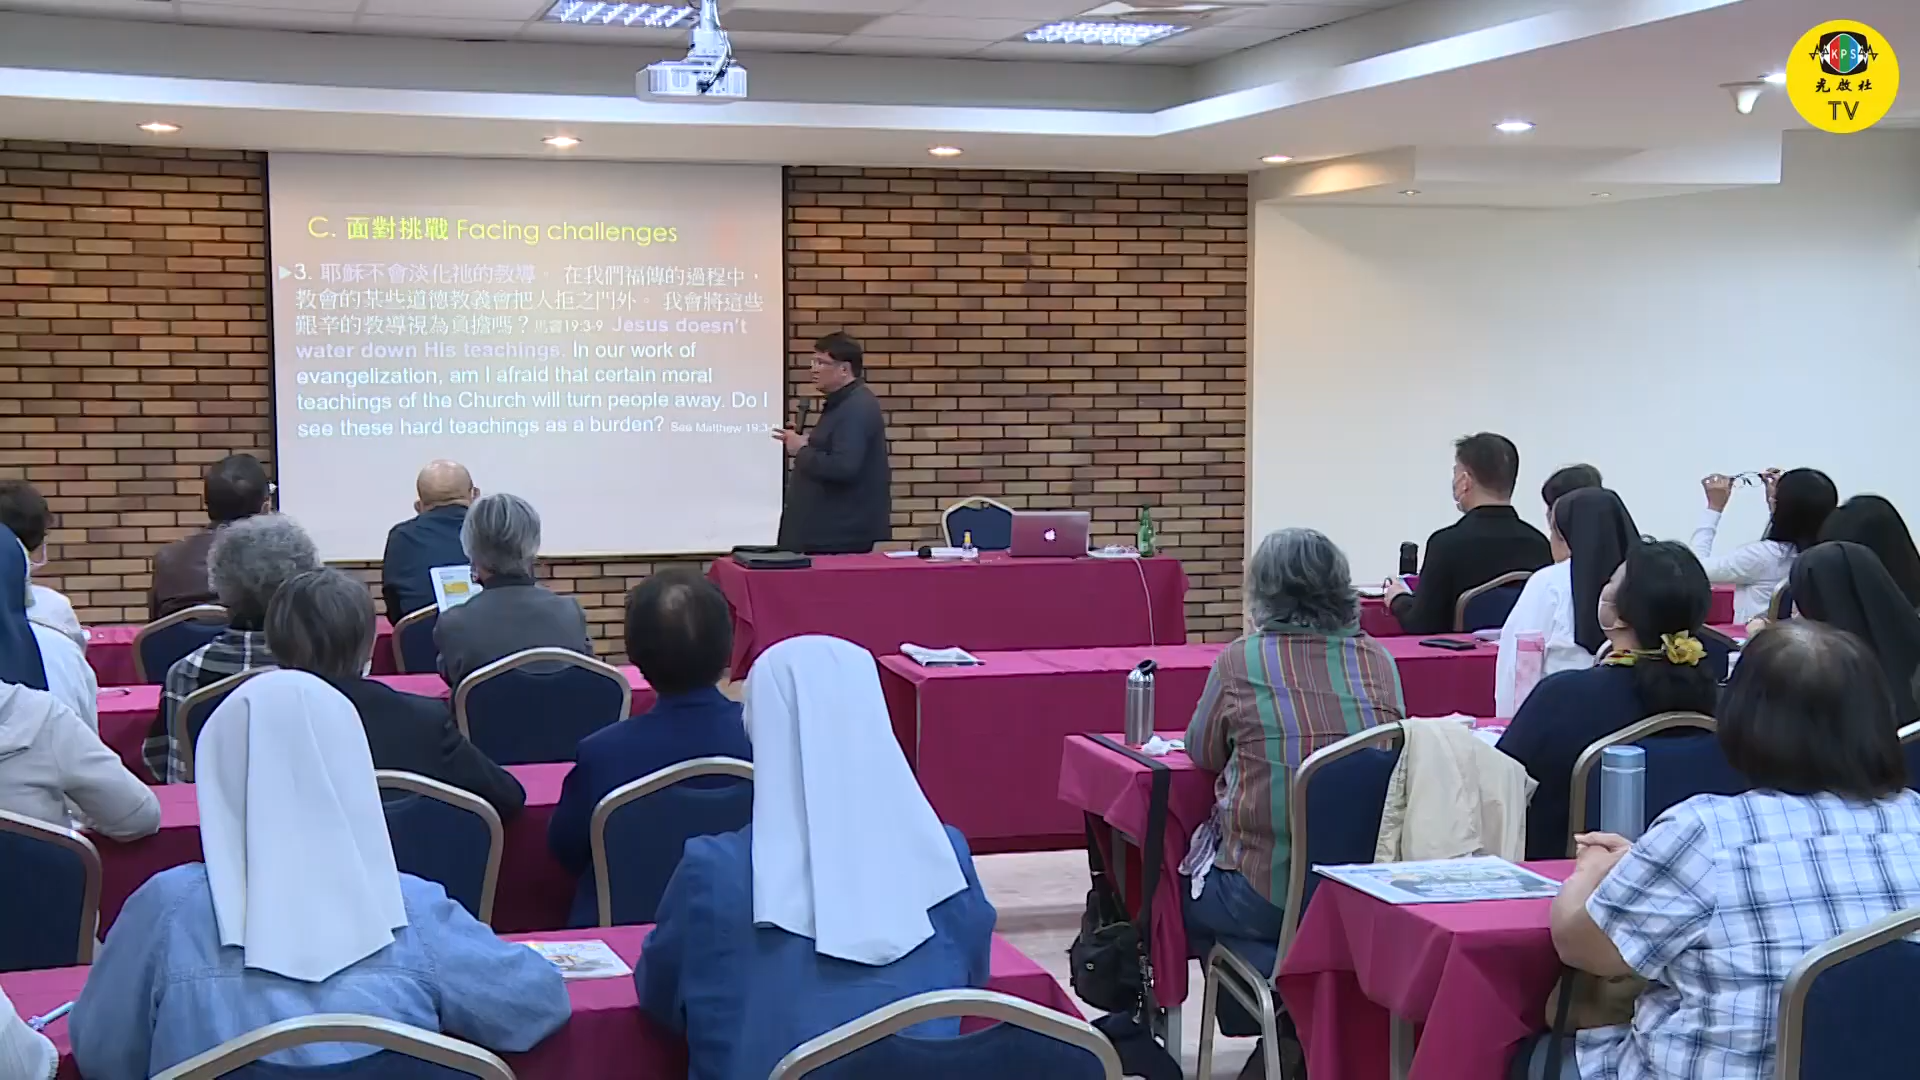 C. 面對挑戰 Facing challenges
▶3. 耶穌不會淡化祂的教導。 在我們福傳的過程中，
教會的某些道德教義會把人拒之門外。 我會將這些
艱辛的教導視為負擔嗎？馬竇19:3-9 Jesus doesn't
water down His teachings. In our work of
evangelization, am I afraid that certain moral
teachings of the Church will turn people away. Do I
see these hard teachings as a burden? See Matthew 19:3-9
KPS
光啟社
TV